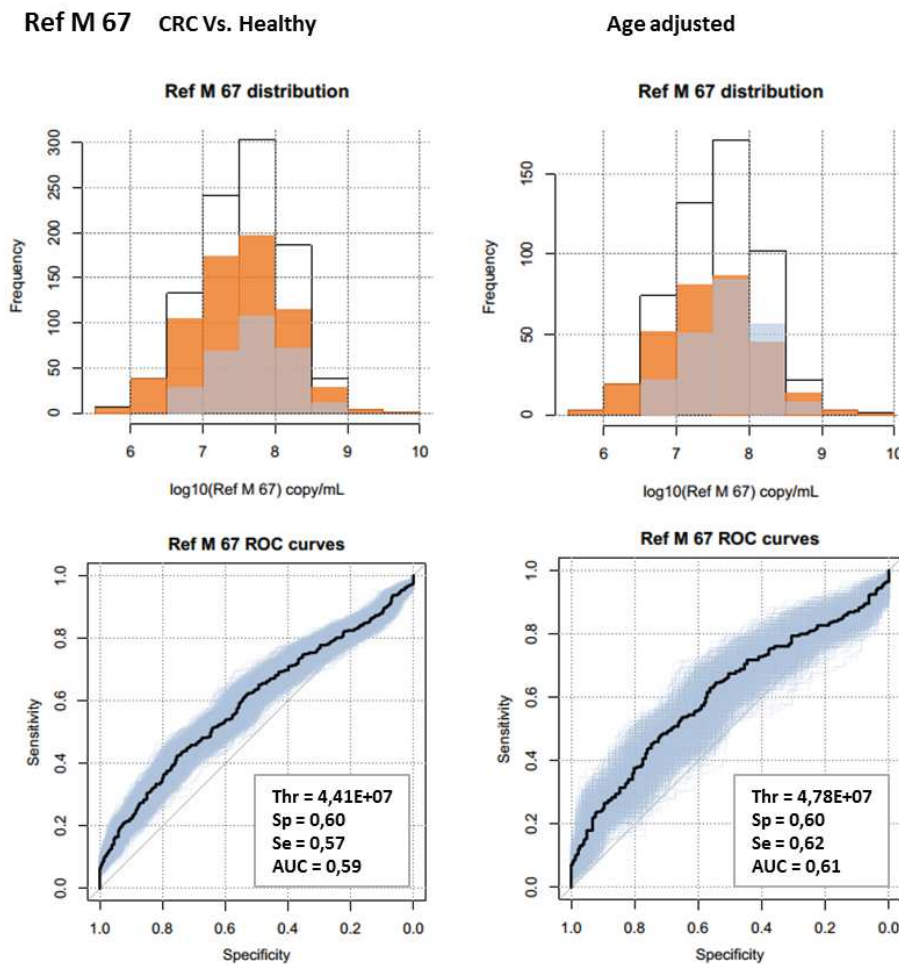 Ref M 67 CRC Vs. Healthy
Age adjusted
Ref M 67 distribution
Frequency
300
250
200
150
100
50
0
6 7 8 9 10
log10(Ref M 67) copy/mL
Ref M 67 distribution
Frequency
150
100
50
0
6 7 8 9 10
log10(Ref M 67) copy/mL
Ref M 67 ROC curves
Sensitivity
1.0
0.8
0.6
0.4
0.2
0.0
Thr = 4,41E+07
Sp = 0,60
Se = 0,57
AUC = 0,59
1.0 0.8 0.6 0.4 0.2 0.0
Specificity
Ref M 67 ROC curves
Sensitivity
1.0
0.8
0.6
0.4
0.2
0.0
Thr = 4,78E+07
Sp = 0,60
Se = 0,62
AUC = 0,61
1.0 0.8 0.6 0.4 0.2 0.0
Specificity